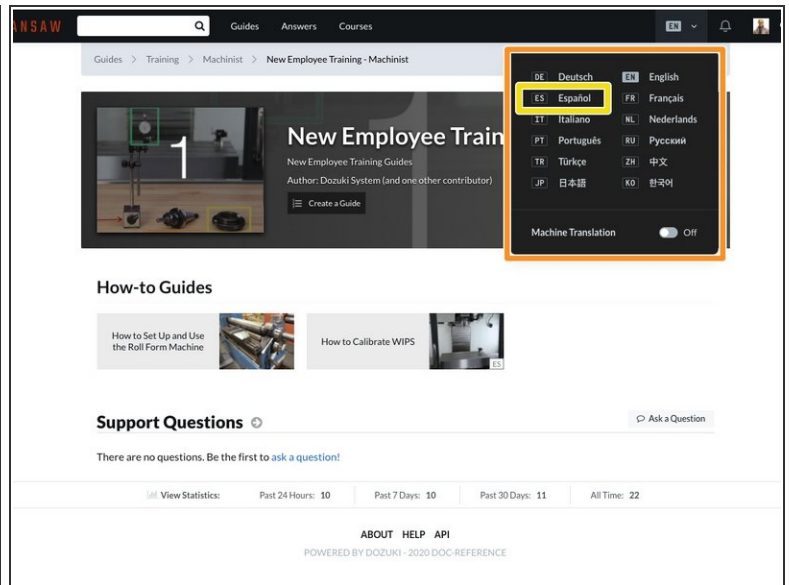 ANSAW
Guides Answers Courses EN
Guides > Training > Machinist > New Employee Training - Machinist
DE Deutsch EN English
ES Español FR Français
IT Italiano NL Nederlands
PT Português RU Русский
TR Türkçe ZH 中文
JP 日本語 KO 한국어
Machine Translation Off
1
New Employee Train
New Employee Training Guides
Author: Dozuki System (and one other contributor)
Create a Guide
How-to Guides
How to Set Up and Use
the Roll Form Machine
How to Calibrate WIPS
ES
Support Questions
Ask a Question
There are no questions. Be the first to ask a question!
View Statistics: Past 24 Hours: 10 Past 7 Days: 10 Past 30 Days: 11 All Time: 22
ABOUT HELP API
POWERED BY DOZUKI - 2020 DOC-REFERENCE